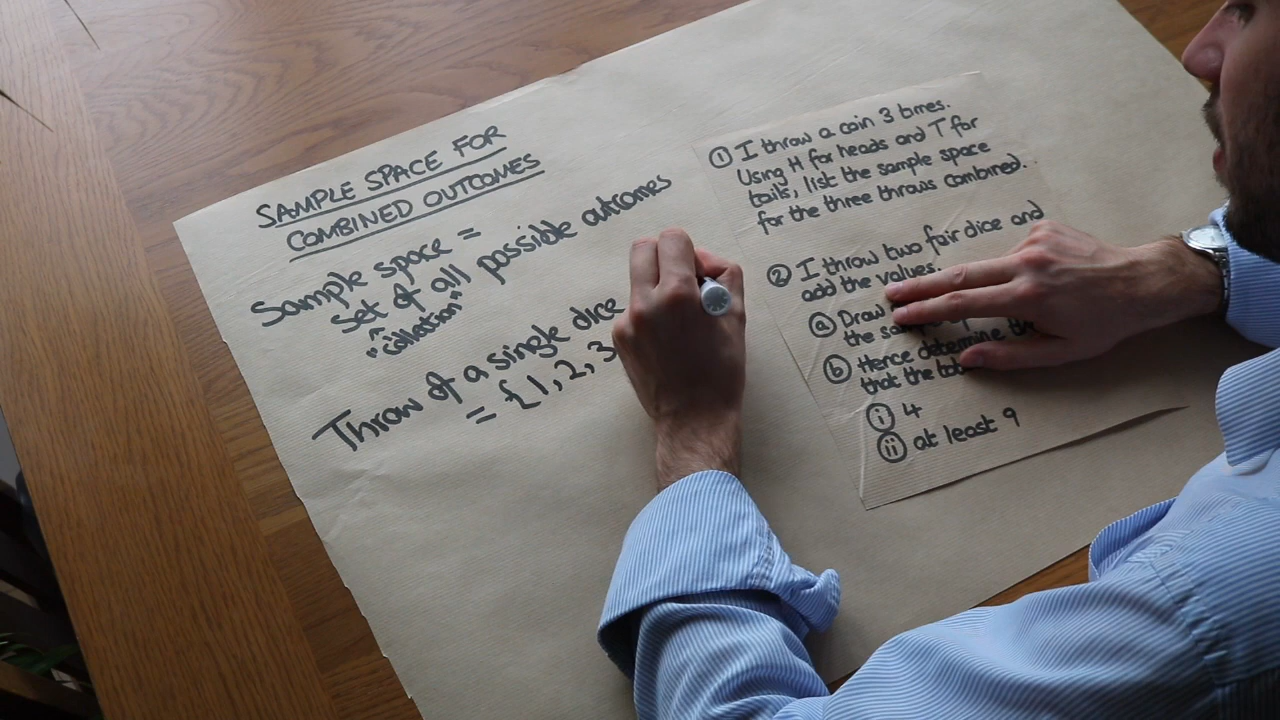 SAMPLE SPACE FOR
COMBINED OUTCOMES
Sample space =
Set of all possible outcomes
"collation"
Throw of a single dice
= {1, 2, 3
① I throw a coin 3 times.
Using H for heads and T for
tails, list the sample space
for the three throws combined.
② I throw two fair dice and
add the values.
ⓐ Draw
the
ⓑ Hence determine the
that the
ⓘ 4
ⓘⓘ at least 9